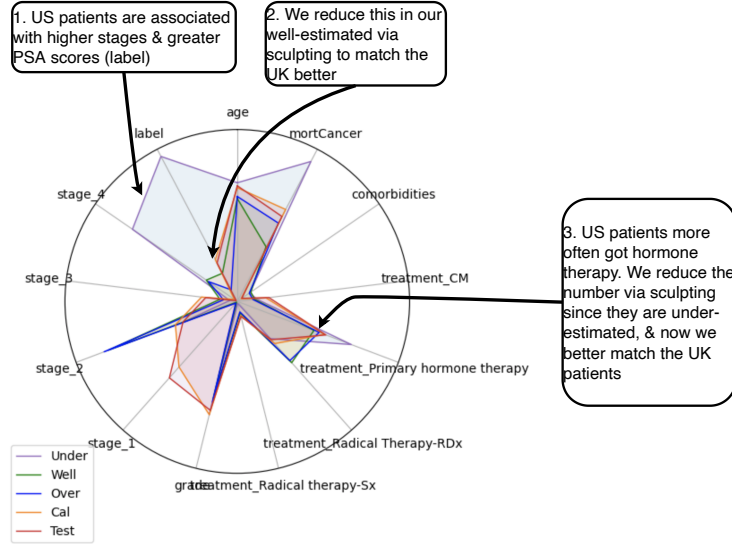 1. US patients are associated
with higher stages & greater
PSA scores (label)
2. We reduce this in our
well-estimated via
sculpting to match the
UK better
age
label
mortCancer
stage_4
comorbidities
stage_3
treatment_CM
3. US patients more
often got hormone
therapy. We reduce the
number via sculpting
since they are under-
estimated, & now we
better match the UK
patients
stage_2
treatment_Primary hormone therapy
stage_1
treatment_Radical Therapy-RDx
grade
treatment_Radical therapy-Sx
Under
Well
Over
Cal
Test